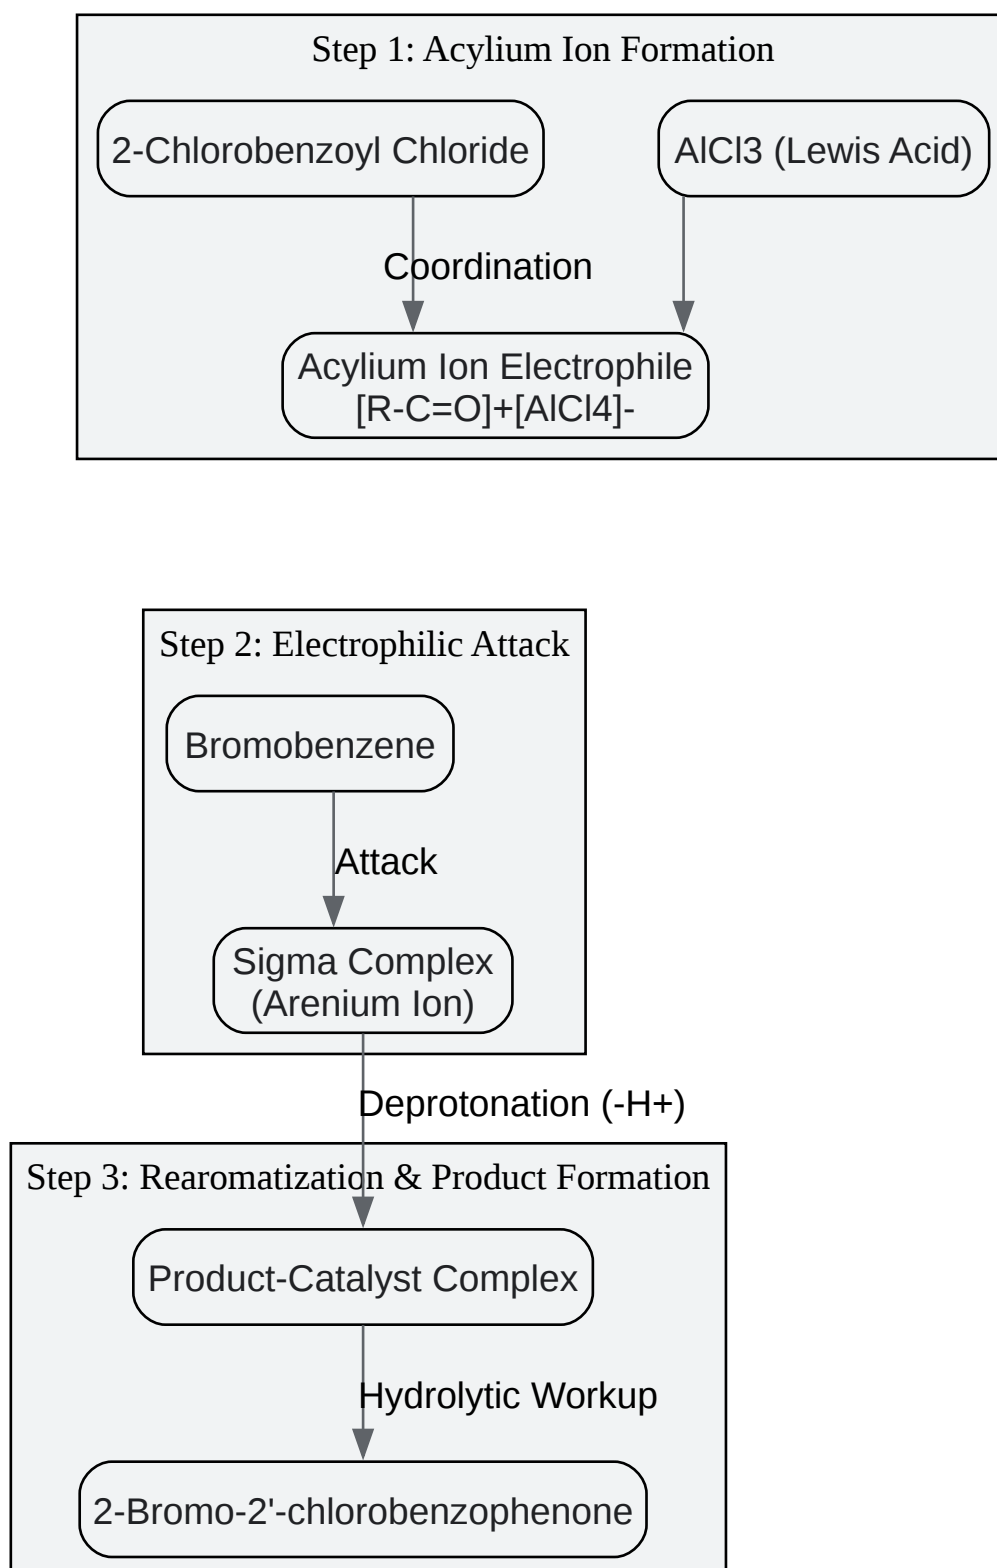 Step 1: Acylium Ion Formation
2-Chlorobenzoyl Chloride
AlCl3 (Lewis Acid)
Coordination
Acylium Ion Electrophile
[R-C=O]+[AlCl4]-
Step 2: Electrophilic Attack
Bromobenzene
Attack
Sigma Complex
(Arenium Ion)
Deprotonation (-H+)
Step 3: Rearomatization & Product Formation
Product-Catalyst Complex
Hydrolytic Workup
2-Bromo-2'-chlorobenzophenone